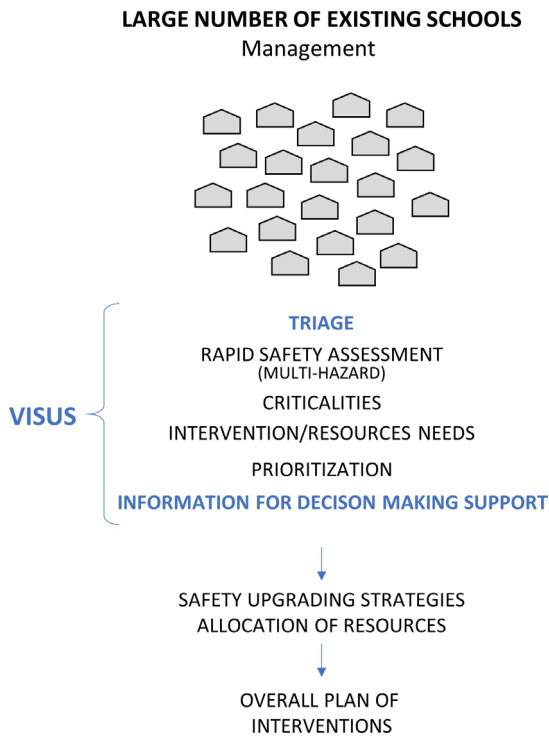 LARGE NUMBER OF EXISTING SCHOOLS
Management
TRIAGE
RAPID SAFETY ASSESSMENT
(MULTI-HAZARD)
CRITICALITIES
VISUS
INTERVENTION/RESOURCES NEEDS
PRIORITIZATION
INFORMATION FOR DECISON MAKING SUPPORT
SAFETY UPGRADING STRATEGIES
ALLOCATION OF RESOURCES
OVERALL PLAN OF
INTERVENTIONS